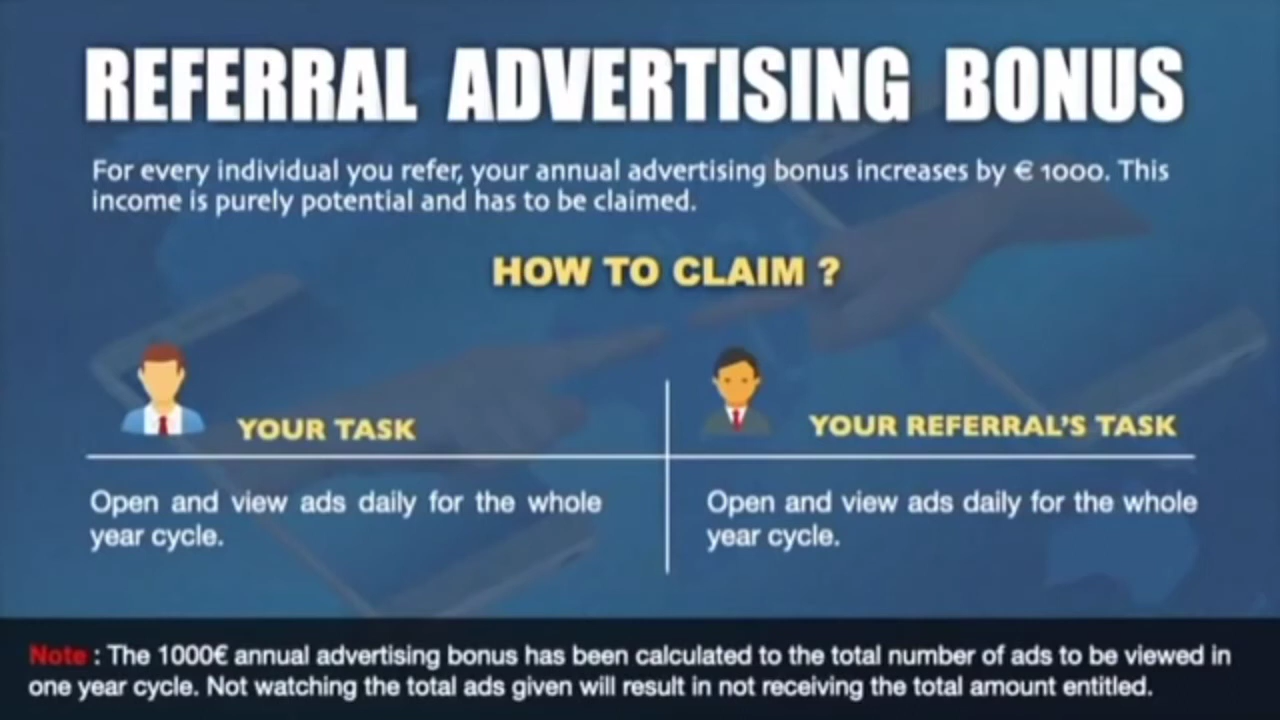 REFERRAL ADVERTISING BONUS
For every individual you refer, your annual advertising bonus increases by € 1000. This
income is purely potential and has to be claimed.
HOW TO CLAIM ?
YOUR TASK
Open and view ads daily for the whole
year cycle.
YOUR REFERRAL'S TASK
Open and view ads daily for the whole
year cycle.
Note : The 1000€ annual advertising bonus has been calculated to the total number of ads to be viewed in
one year cycle. Not watching the total ads given will result in not receiving the total amount entitled.